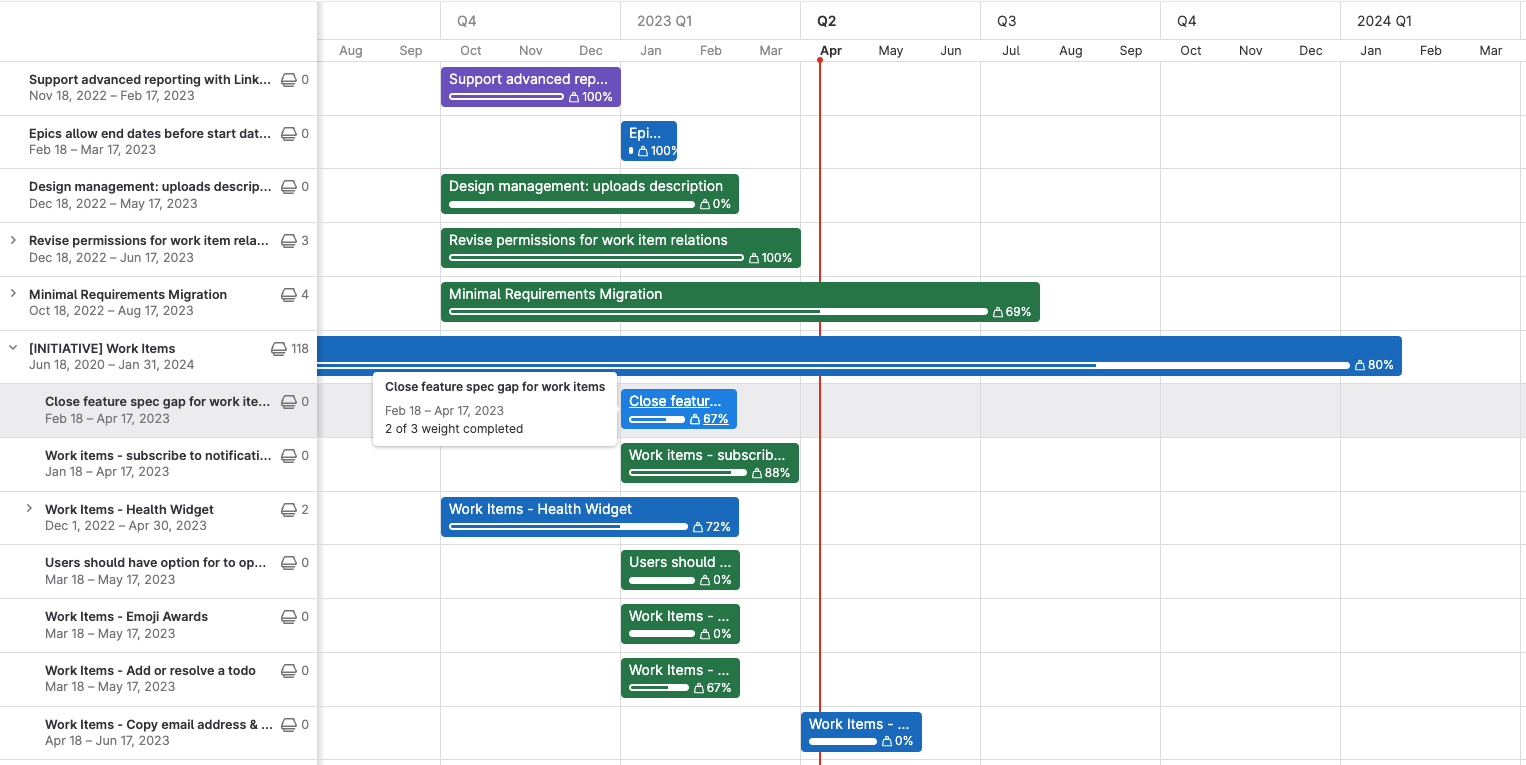 Q4 2023 Q1 Q2 Q3 Q4 2024 Q1
Aug Sep Oct Nov Dec Jan Feb Mar Apr May Jun Jul Aug Sep Oct Nov Dec Jan Feb Mar
Support advanced reporting with Link... 0
Nov 18, 2022 – Feb 17, 2023
Support advanced rep...
100%
Epics allow end dates before start dat... 0
Feb 18 – Mar 17, 2023
Epi...
100%
Design management: uploads descrip... 0
Dec 18, 2022 – May 17, 2023
Design management: uploads description
0%
Revise permissions for work item rela... 3
Dec 18, 2022 – Jun 17, 2023
Revise permissions for work item relations
100%
Minimal Requirements Migration 4
Oct 18, 2022 – Aug 17, 2023
Minimal Requirements Migration
69%
[INITIATIVE] Work Items 118
Jun 18, 2020 – Jan 31, 2024
80%
Close feature spec gap for work ite... 0
Feb 18 – Apr 17, 2023
Close feature spec gap for work items
Feb 18 – Apr 17, 2023
2 of 3 weight completed
Close featur...
67%
Work items - subscribe to notificati... 0
Jan 18 – Apr 17, 2023
Work items - subscrib...
88%
Work Items - Health Widget 2
Dec 1, 2022 – Apr 30, 2023
Work Items - Health Widget
72%
Users should have option for to op... 0
Mar 18 – May 17, 2023
Users should ...
0%
Work Items - Emoji Awards 0
Mar 18 – May 17, 2023
Work Items - ...
0%
Work Items - Add or resolve a todo 0
Mar 18 – May 17, 2023
Work Items - ...
67%
Work Items - Copy email address & ... 0
Apr 18 – Jun 17, 2023
Work Items - ...
0%